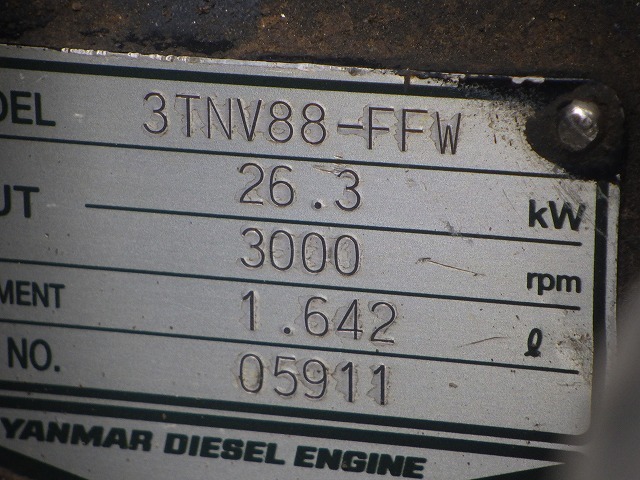 DEL 3TNV88-FFW
UT 26.3 kW
3000 rpm
MENT 1.642 ℓ
NO. 05911
YANMAR DIESEL ENGINE